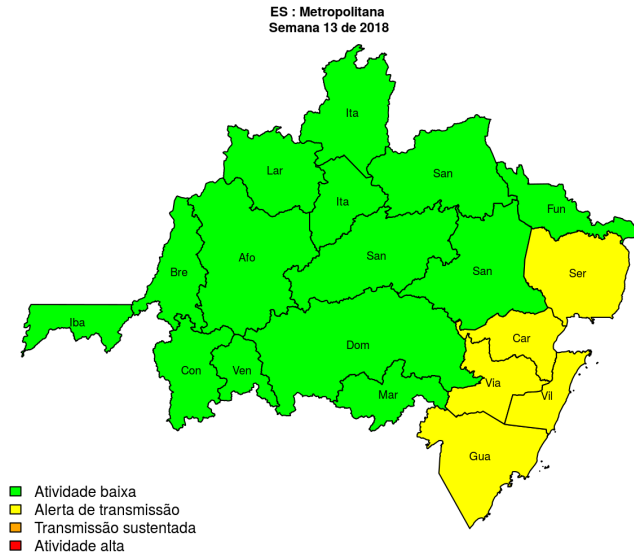 ES : Metropolitana
Semana 13 de 2018
Ita
Lar
San
Ita
Fun
Afo
San
San
Bre
Ser
Iba
Car
Dom
Con
Ven
Via
Mar
Vil
Gua
Atividade baixa
Alerta de transmissão
Transmissão sustentada
Atividade alta